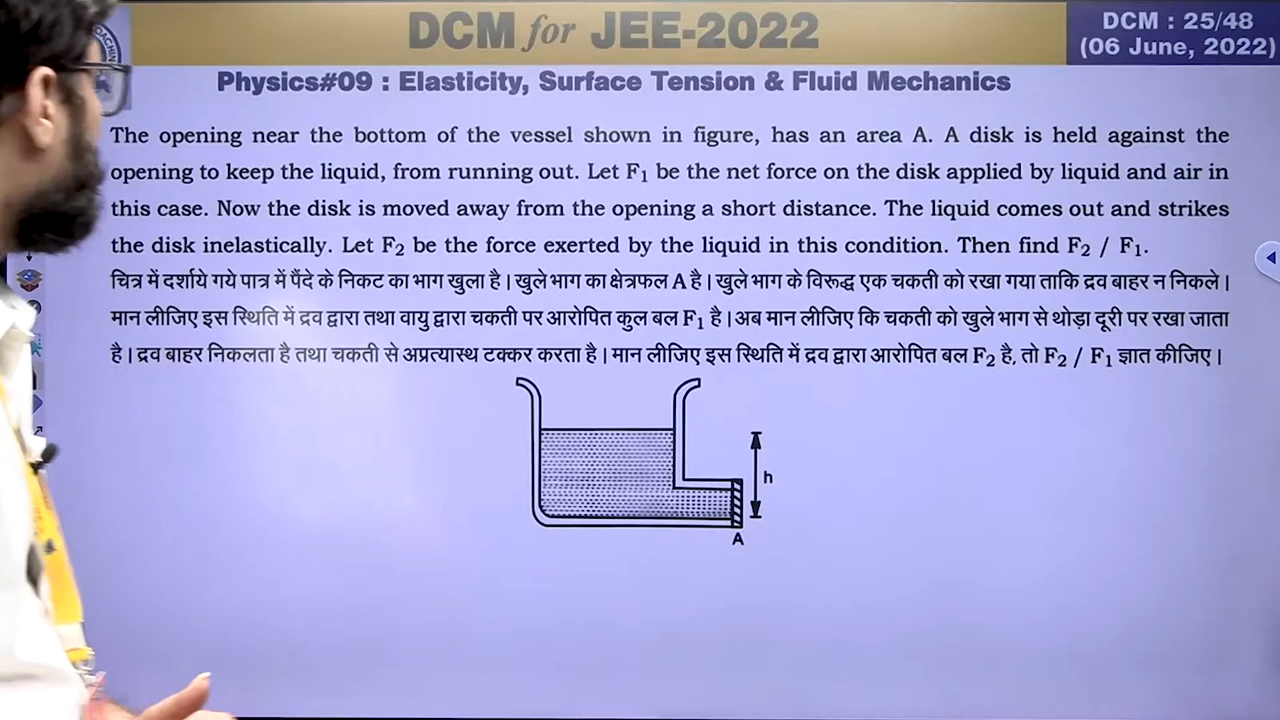 DCM for JEE-2022
DCM : 25/48
(06 June, 2022)
Physics#09 : Elasticity, Surface Tension & Fluid Mechanics
The opening near the bottom of the vessel shown in figure, has an area A. A disk is held against the
opening to keep the liquid, from running out. Let F₁ be the net force on the disk applied by liquid and air in
this case. Now the disk is moved away from the opening a short distance. The liquid comes out and strikes
the disk inelastically. Let F₂ be the force exerted by the liquid in this condition. Then find F₂ / F₁.
चित्र में दर्शाये गये पात्र में पैंदे के निकट का भाग खुला है। खुले भाग का क्षेत्रफल A है। खुले भाग के विरूद्ध एक चकती को रखा गया ताकि द्रव बाहर न निकले।
मान लीजिए इस स्थिति में द्रव द्वारा तथा वायु द्वारा चकती पर आरोपित कुल बल F₁ है। अब मान लीजिए कि चकती को खुले भाग से थोड़ा दूरी पर रखा जाता
है। द्रव बाहर निकलता है तथा चकती से अप्रत्यास्थ टक्कर करता है। मान लीजिए इस स्थिति में द्रव द्वारा आरोपित बल F₂ है, तो F₂ / F₁ ज्ञात कीजिए।
h
A